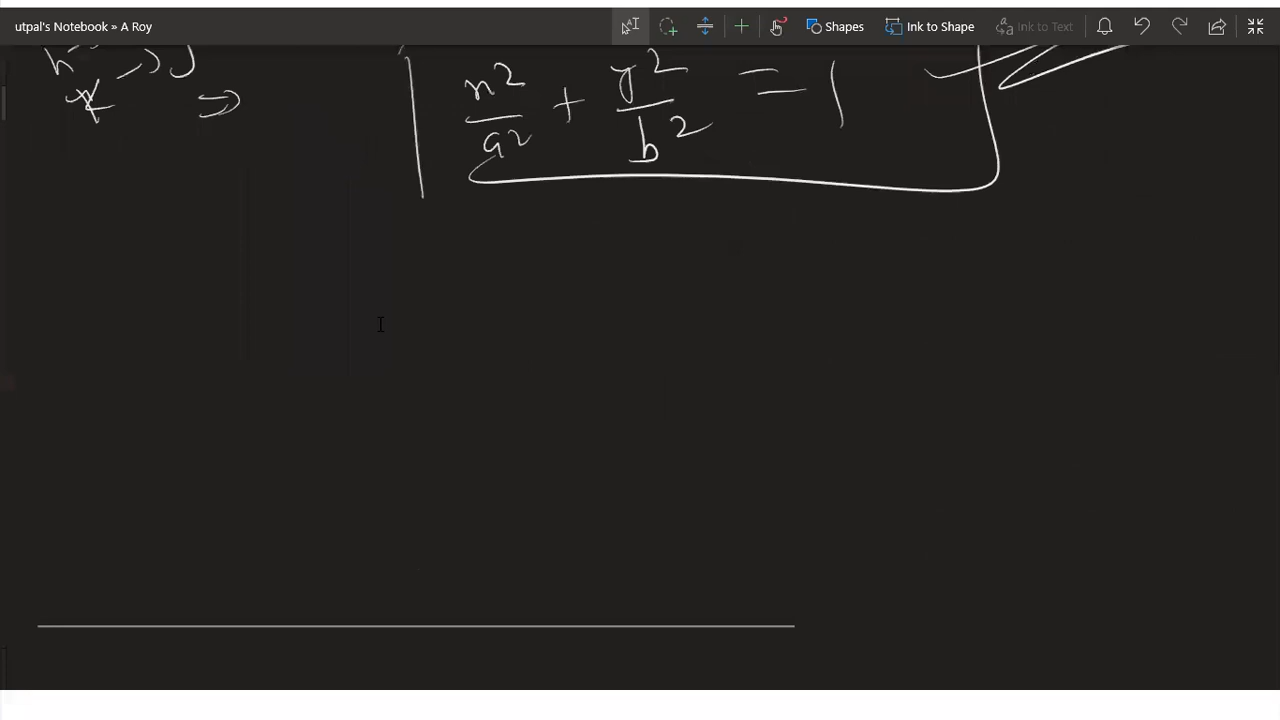 utpal's Notebook » A Roy
Shapes
Ink to Shape
Ink to Text
⇒ x²/a² + y²/b² = 1